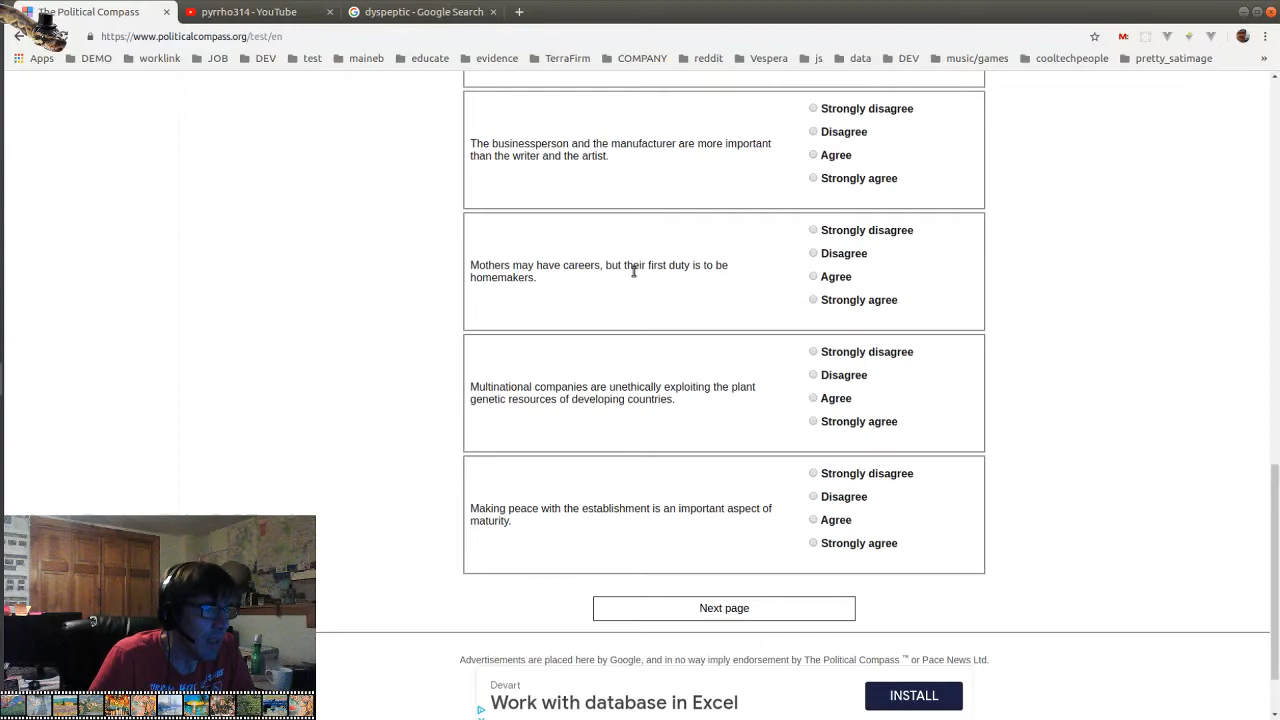 The Political Compass
pyrrho314 - YouTube
dyspeptic - Google Search
https://www.politicalcompass.org/test/en
Apps DEMO worklink JOB DEV test maineb educate evidence TerraFirm COMPANY reddit Vespera js data DEV music/games cooltechpeople pretty_satimage »
The businessperson and the manufacturer are more important
than the writer and the artist.
Strongly disagree
Disagree
Agree
Strongly agree
Mothers may have careers, but their first duty is to be
homemakers.
Strongly disagree
Disagree
Agree
Strongly agree
Multinational companies are unethically exploiting the plant
genetic resources of developing countries.
Strongly disagree
Disagree
Agree
Strongly agree
Making peace with the establishment is an important aspect of
maturity.
Strongly disagree
Disagree
Agree
Strongly agree
Next page
Advertisements are placed here by Google, and in no way imply endorsement by The Political Compass ™ or Pace News Ltd.
Devart
Work with database in Excel
INSTALL